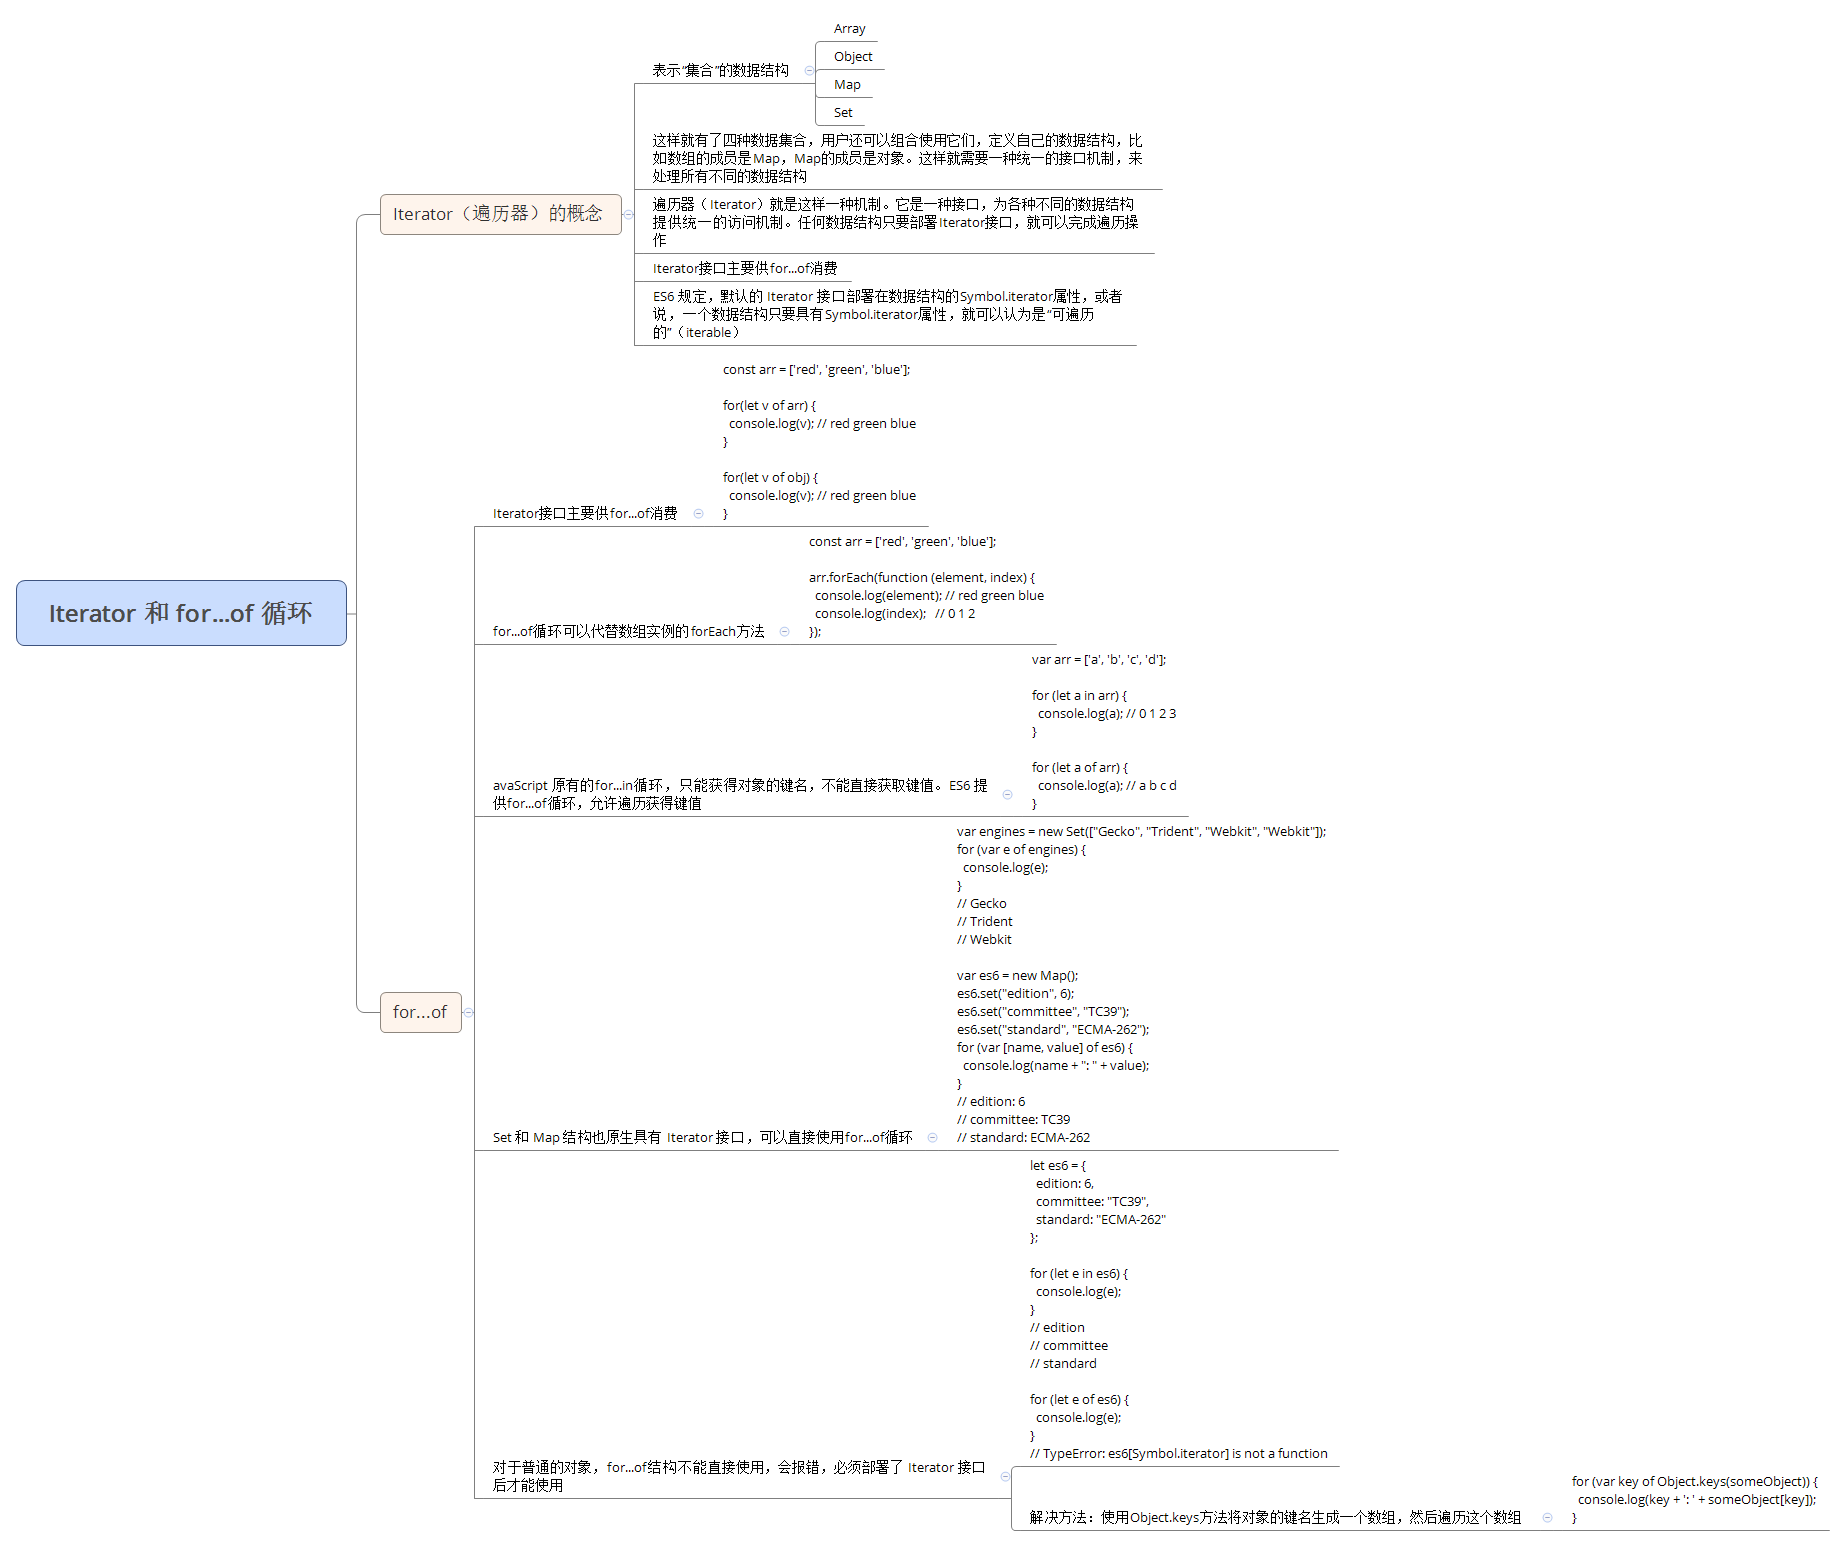 Iterator 和 for...of 循环
Iterator（遍历器）的概念
表示“集合”的数据结构
Array
Object
Map
Set
这样就有了四种数据集合，用户还可以组合使用它们，定义自己的数据结构，比
如数组的成员是Map，Map的成员是对象。这样就需要一种统一的接口机制，来
处理所有不同的数据结构
遍历器（Iterator）就是这样一种机制。它是一种接口，为各种不同的数据结构
提供统一的访问机制。任何数据结构只要部署Iterator接口，就可以完成遍历操
作
Iterator接口主要供for...of消费
ES6 规定，默认的 Iterator 接口部署在数据结构的Symbol.iterator属性，或者
说，一个数据结构只要具有Symbol.iterator属性，就可以认为是“可遍历
的”（iterable）
for...of
Iterator接口主要供for...of消费
const arr = ['red', 'green', 'blue'];
for(let v of arr) {
console.log(v); // red green blue
}
for(let v of obj) {
console.log(v); // red green blue
}
for...of循环可以代替数组实例的forEach方法
const arr = ['red', 'green', 'blue'];
arr.forEach(function (element, index) {
console.log(element); // red green blue
console.log(index);   // 0 1 2
});
avaScript 原有的for...in循环，只能获得对象的键名，不能直接获取键值。ES6 提
供for...of循环，允许遍历获得键值
var arr = ['a', 'b', 'c', 'd'];
for (let a in arr) {
console.log(a); // 0 1 2 3
}
for (let a of arr) {
console.log(a); // a b c d
}
Set 和 Map 结构也原生具有 Iterator 接口，可以直接使用for...of循环
var engines = new Set(["Gecko", "Trident", "Webkit", "Webkit"]);
for (var e of engines) {
console.log(e);
}
// Gecko
// Trident
// Webkit
var es6 = new Map();
es6.set("edition", 6);
es6.set("committee", "TC39");
es6.set("standard", "ECMA-262");
for (var [name, value] of es6) {
console.log(name + ": " + value);
}
// edition: 6
// committee: TC39
// standard: ECMA-262
对于普通的对象，for...of结构不能直接使用，会报错，必须部署了 Iterator 接口
后才能使用
let es6 = {
edition: 6,
committee: "TC39",
standard: "ECMA-262"
};
for (let e in es6) {
console.log(e);
}
// edition
// committee
// standard
for (let e of es6) {
console.log(e);
}
// TypeError: es6[Symbol.iterator] is not a function
解决方法：使用Object.keys方法将对象的键名生成一个数组，然后遍历这个数组
for (var key of Object.keys(someObject)) {
console.log(key + ': ' + someObject[key]);
}